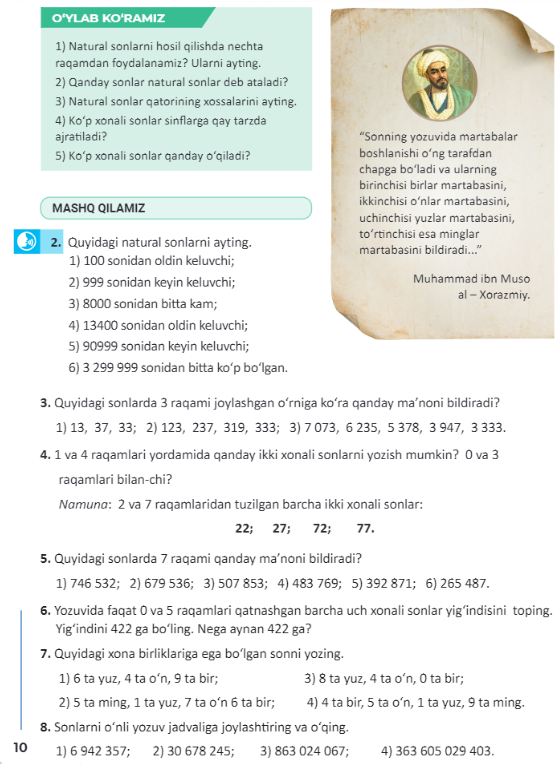 O‘YLAB KO‘RAMIZ
1) Natural sonlarni hosil qilishda nechta
raqamdan foydalanamiz? Ularni ayting.
2) Qanday sonlar natural sonlar deb ataladi?
3) Natural sonlar qatorining xossalarini ayting.
4) Ko‘p xonali sonlar sinflarga qay tarzda
ajratiladi?
5) Ko‘p xonali sonlar qanday o‘qiladi?
“Sonning yozuvida martabalar
boshlanishi o‘ng tarafdan
chapga bo‘ladi va ularning
birinchisi birlar martabasini,
ikkinchisi o‘nlar martabasini,
uchinchisi yuzlar martabasini,
to‘rtinchisi esa minglar
martabasini bildiradi...”
Muhammad ibn Muso
al – Xorazmiy.
MASHQ QILAMIZ
2. Quyidagi natural sonlarni ayting.
1) 100 sonidan oldin keluvchi;
2) 999 sonidan keyin keluvchi;
3) 8000 sonidan bitta kam;
4) 13400 sonidan oldin keluvchi;
5) 90999 sonidan keyin keluvchi;
6) 3 299 999 sonidan bitta ko‘p bo‘lgan.
3. Quyidagi sonlarda 3 raqami joylashgan o‘rniga ko‘ra qanday ma’noni bildiradi?
1) 13, 37, 33; 2) 123, 237, 319, 333; 3) 7 073, 6 235, 5 378, 3 947, 3 333.
4. 1 va 4 raqamlari yordamida qanday ikki xonali sonlarni yozish mumkin? 0 va 3
raqamlari bilan-chi?
Namuna: 2 va 7 raqamlaridan tuzilgan barcha ikki xonali sonlar:
22; 27; 72; 77.
5. Quyidagi sonlarda 7 raqami qanday ma’noni bildiradi?
1) 746 532; 2) 679 536; 3) 507 853; 4) 483 769; 5) 392 871; 6) 265 487.
6. Yozuvida faqat 0 va 5 raqamlari qatnashgan barcha uch xonali sonlar yig‘indisini toping.
Yig‘indini 422 ga bo‘ling. Nega aynan 422 ga?
7. Quyidagi xona birliklariga ega bo‘lgan sonni yozing.
1) 6 ta yuz, 4 ta o‘n, 9 ta bir; 3) 8 ta yuz, 4 ta o‘n, 0 ta bir;
2) 5 ta ming, 1 ta yuz, 7 ta o‘n 6 ta bir; 4) 4 ta bir, 5 ta o‘n, 1 ta yuz, 9 ta ming.
8. Sonlarni o‘nli yozuv jadvaliga joylashtiring va o‘qing.
1) 6 942 357; 2) 30 678 245; 3) 863 024 067; 4) 363 605 029 403.
10